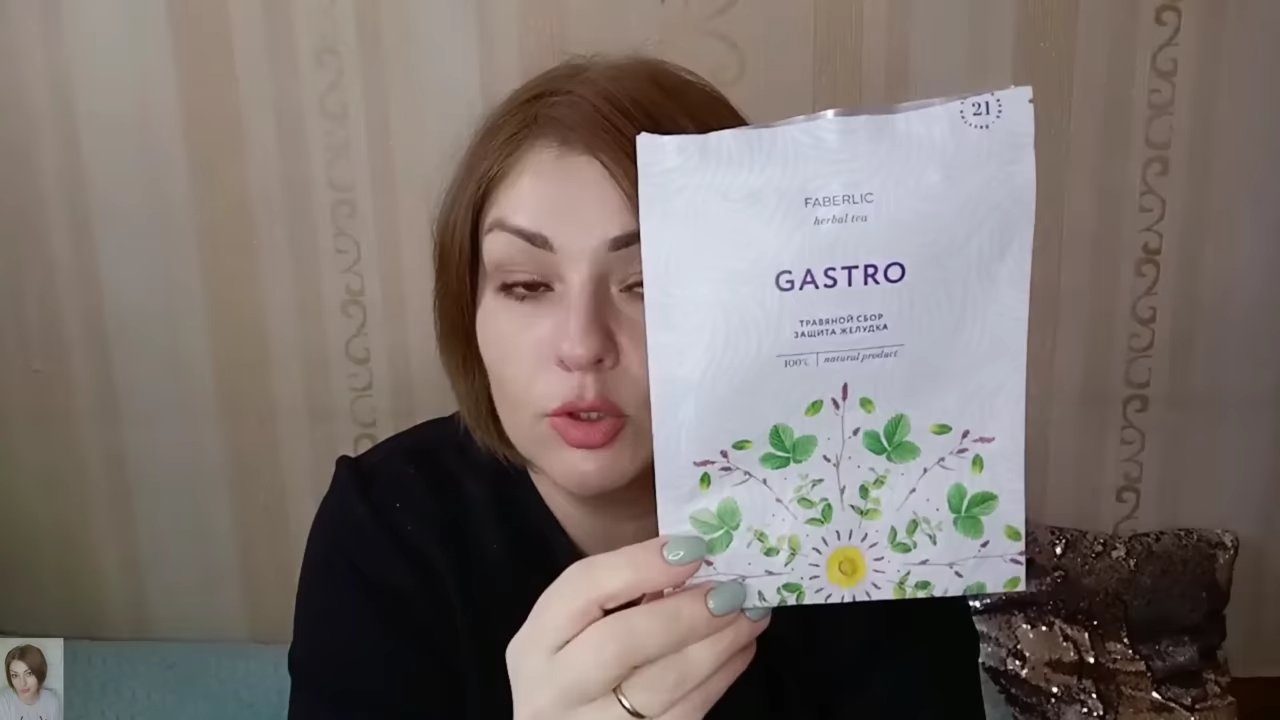 21
FABERLIC
herbal tea
GASTRO
ТРАВЯНОЙ СБОР
ЗАЩИТА ЖЕЛУДКА
100% | natural product